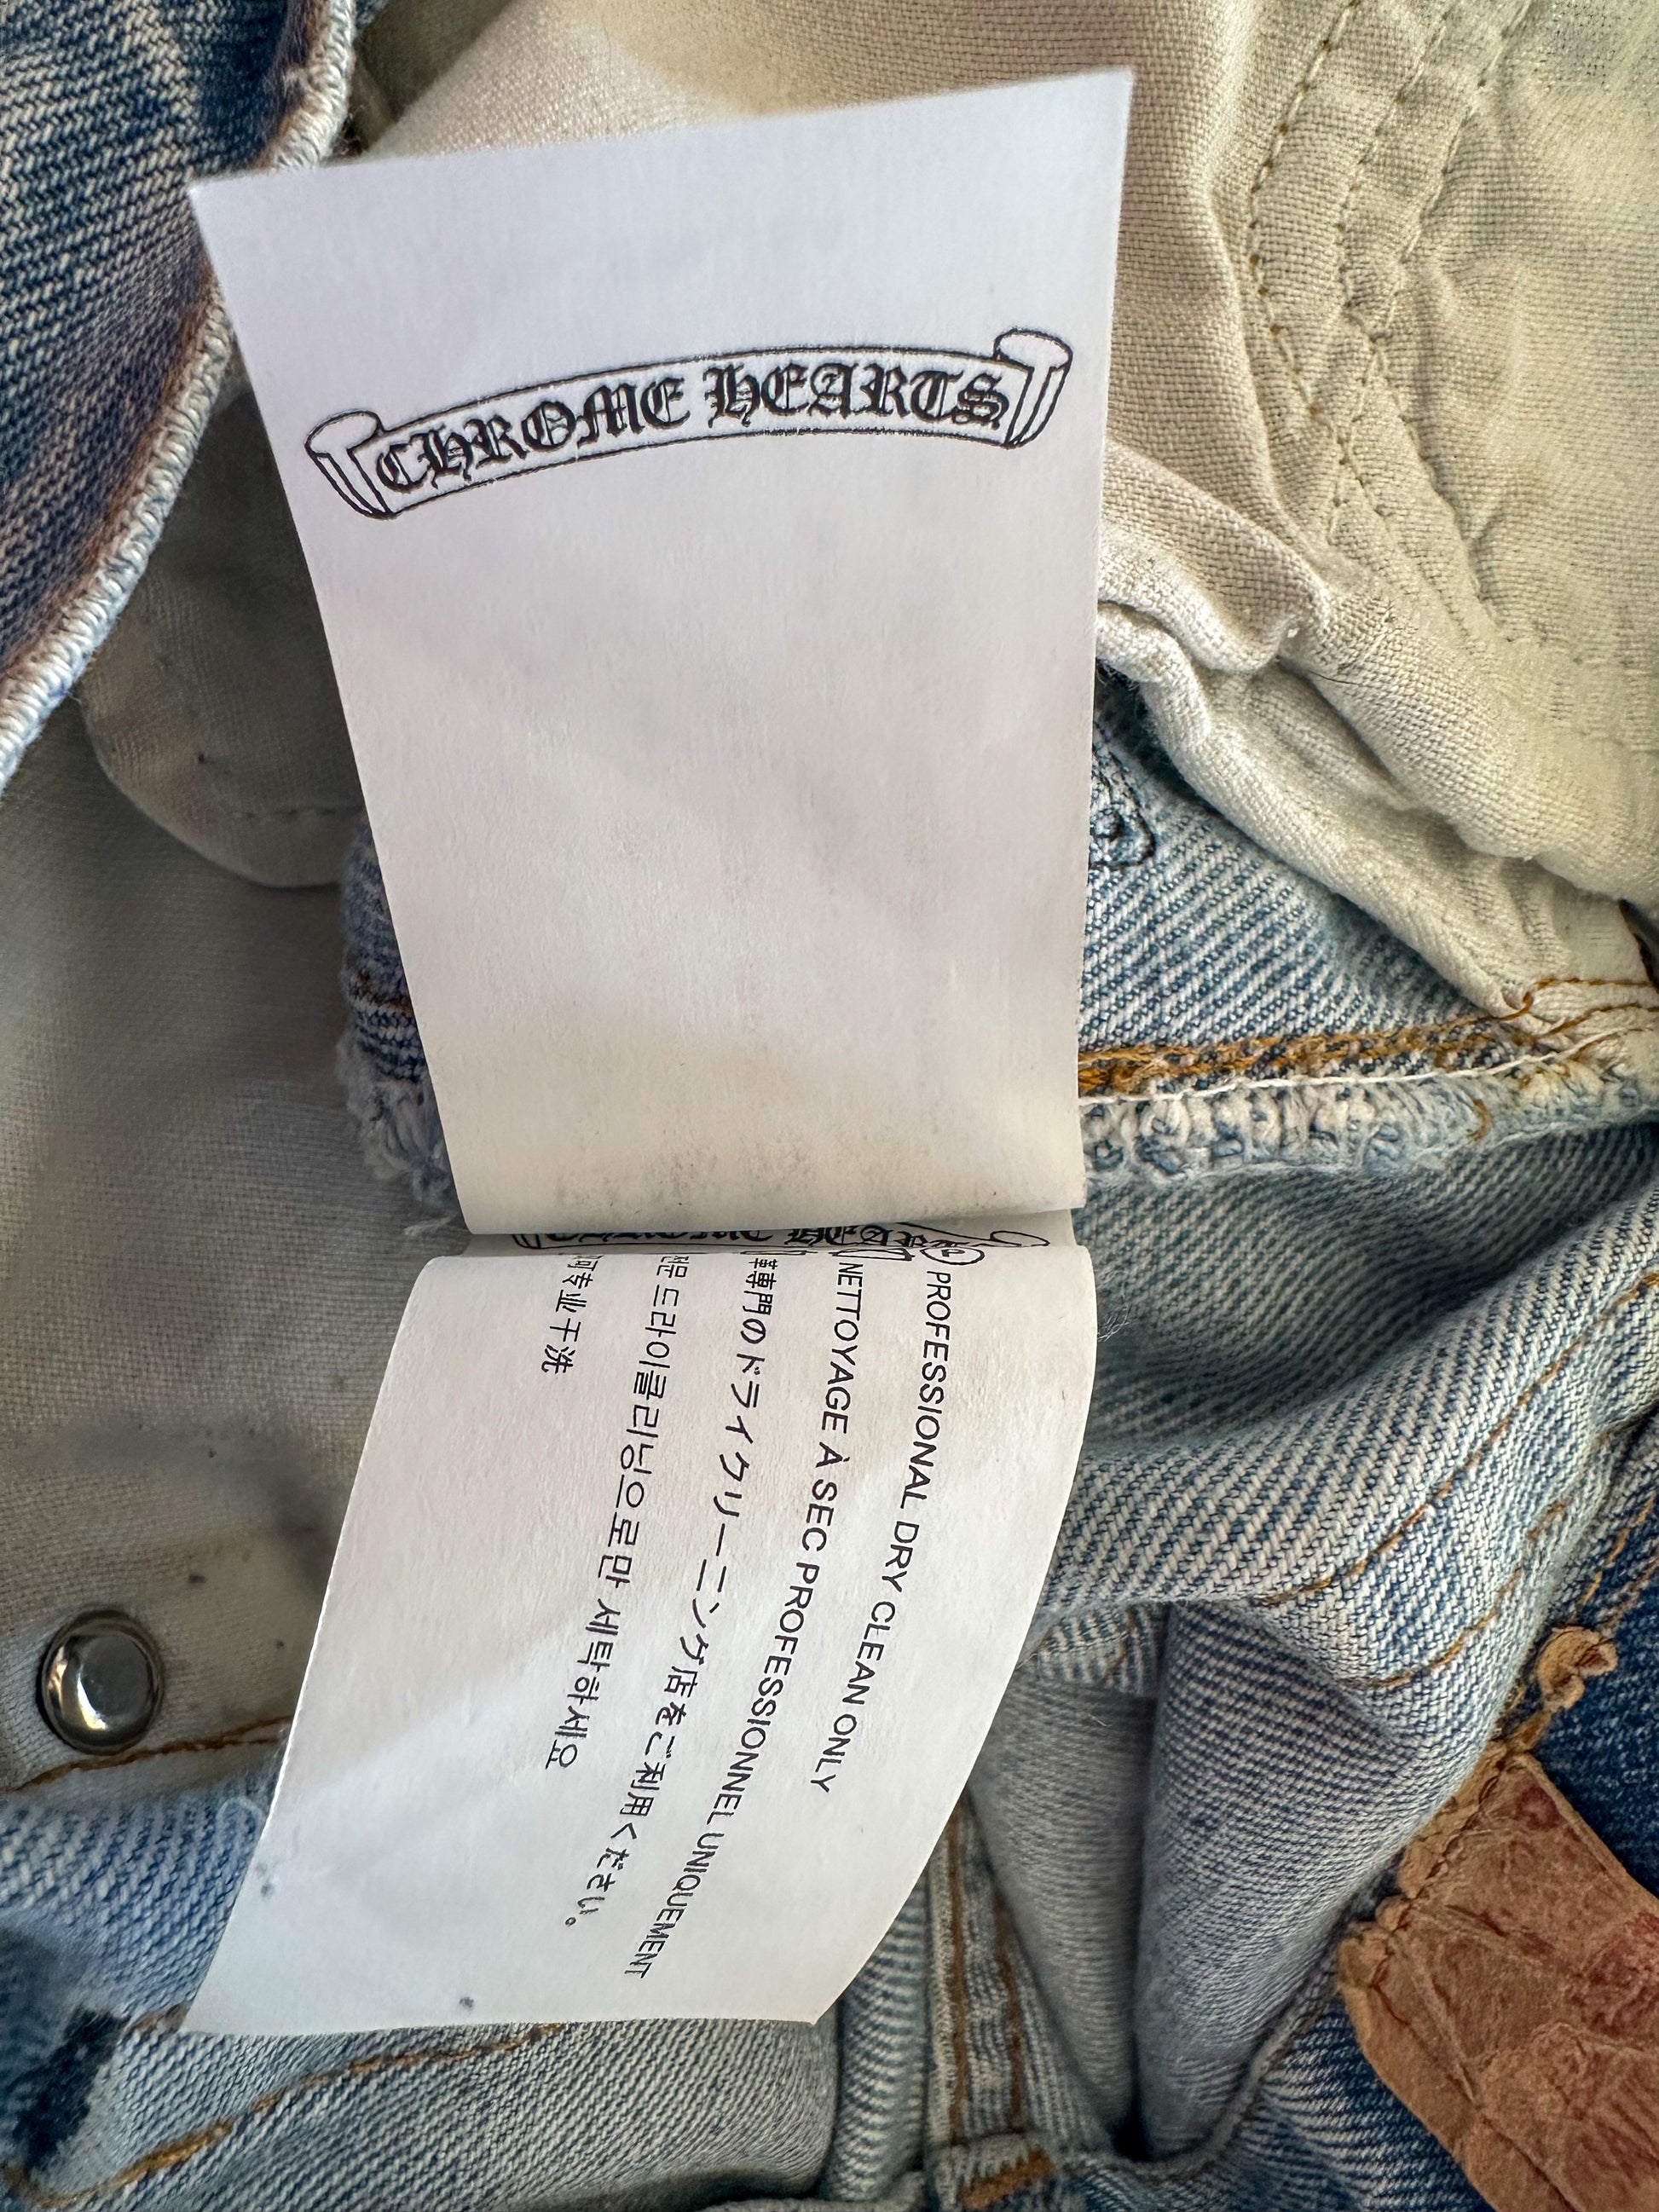 CHROME HEARTS
PROFESSIONAL DRY CLEAN ONLY
NETTOYAGE À SEC PROFESSIONNEL UNIQUEMENT
専門のドライクリーニング店をご利用ください。
드라이클리닝으로만 세탁하세요
专业干洗